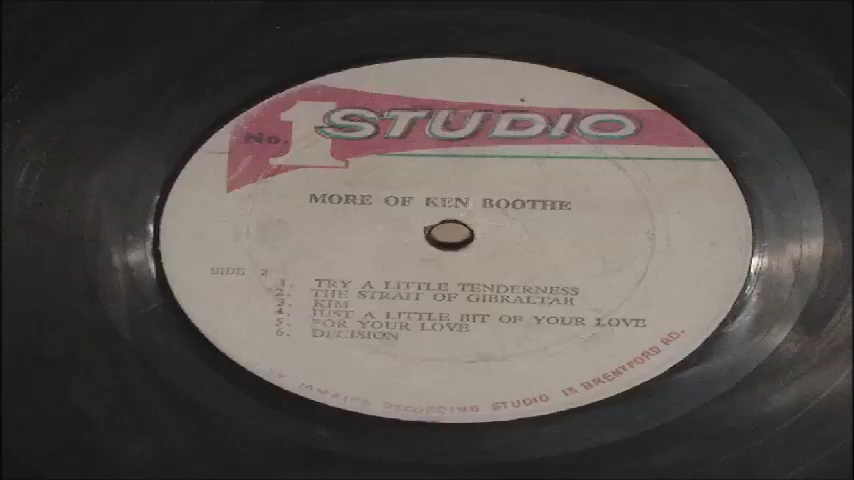 No. 1 STUDIO
MORE OF KEN BOOTHE
SIDE 2
1. TRY A LITTLE TENDERNESS
2. THE STRAIT OF GIBRALTAR
3. KIM
4. JUST A LITTLE BIT OF YOUR LOVE
5. FOR YOUR LOVE
6. DECISION
JAMAICA RECORDING STUDIO 13 BRENTFORD RD.